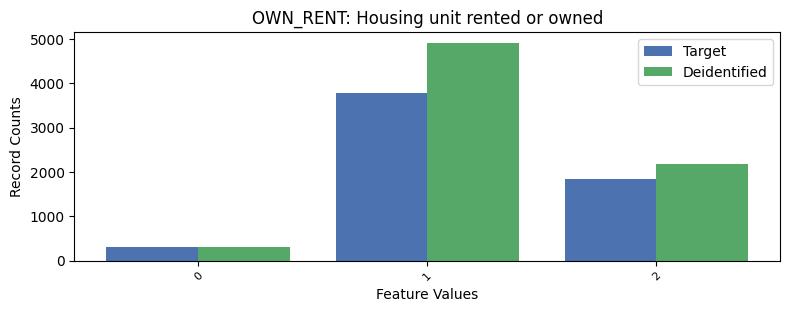 OWN_RENT: Housing unit rented or owned
Target
Deidentified
Record Counts
5000
4000
3000
2000
1000
0
0
1
2
Feature Values